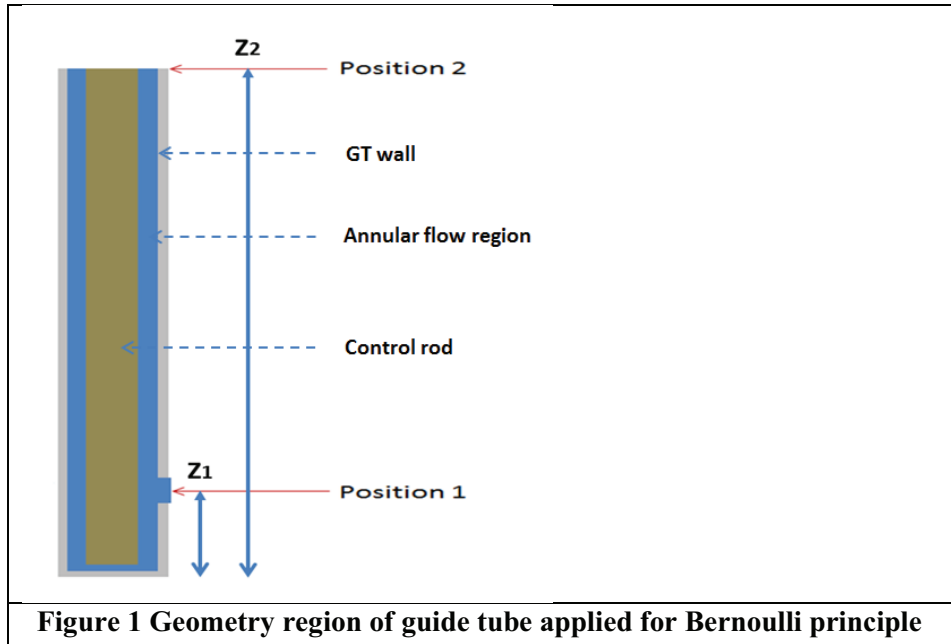 Z2
Position 2
GT wall
Annular flow region
Control rod
Z1
Position 1
Figure 1 Geometry region of guide tube applied for Bernoulli principle